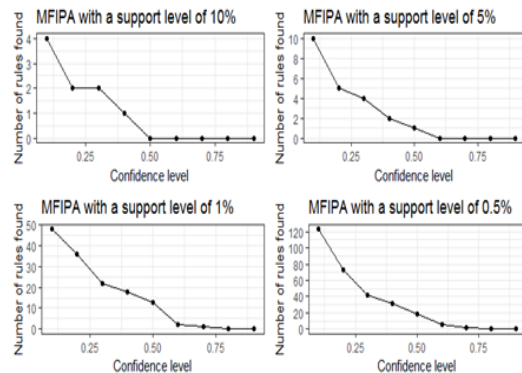 MFIPA with a support level of 10%
Number of rules found
4
3
2
1
0
0.25 0.50 0.75
Confidence level
MFIPA with a support level of 5%
Number of rules found
10
8
6
4
2
0
0.25 0.50 0.75
Confidence level
MFIPA with a support level of 1%
Number of rules found
50
40
30
20
10
0
0.25 0.50 0.75
Confidence level
MFIPA with a support level of 0.5%
Number of rules found
120
100
80
60
40
20
0
0.25 0.50 0.75
Confidence level